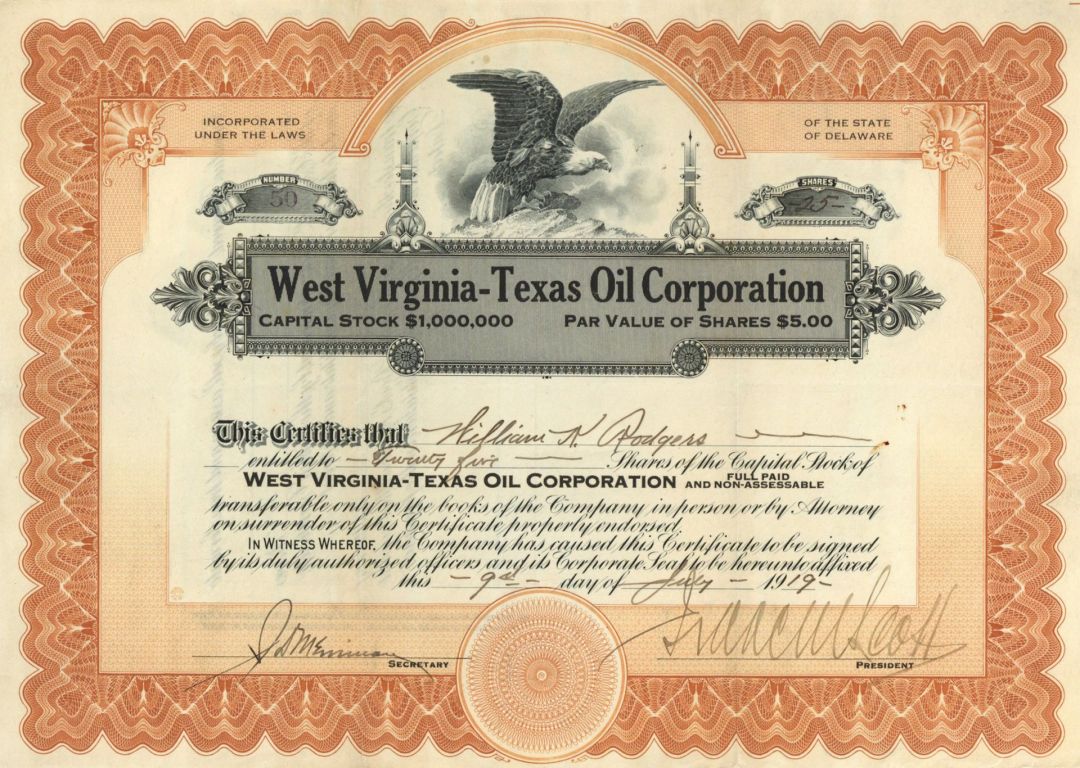 INCORPORATED
UNDER THE LAWS
OF THE STATE
OF DELAWARE
NUMBER
50
SHARES
-25-
West Virginia-Texas Oil Corporation
CAPITAL STOCK $1,000,000 PAR VALUE OF SHARES $5.00
This Certifies that William N. Rodgers
entitled to - Twenty five - Shares of the Capital Stock of
WEST VIRGINIA-TEXAS OIL CORPORATION AND NON-ASSESSABLE FULL PAID
transferable only on the books of the Company in person or by Attorney
on surrender of this Certificate properly endorsed.
IN WITNESS WHEREOF, the Company has caused this Certificate to be signed
by its duly authorized officers and its Corporate Seal to be hereunto affixed
this - 9th - day of - July - 1919-
Isaac M Scott
SECRETARY
PRESIDENT